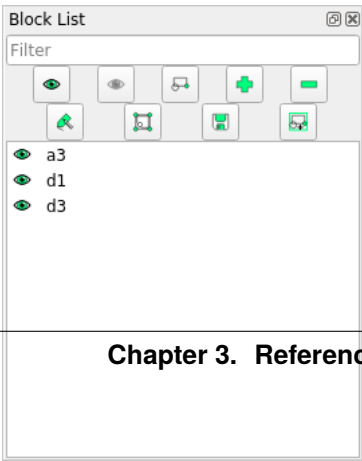 Block List
Filter
a3
d1
d3
Chapter 3. Referenc